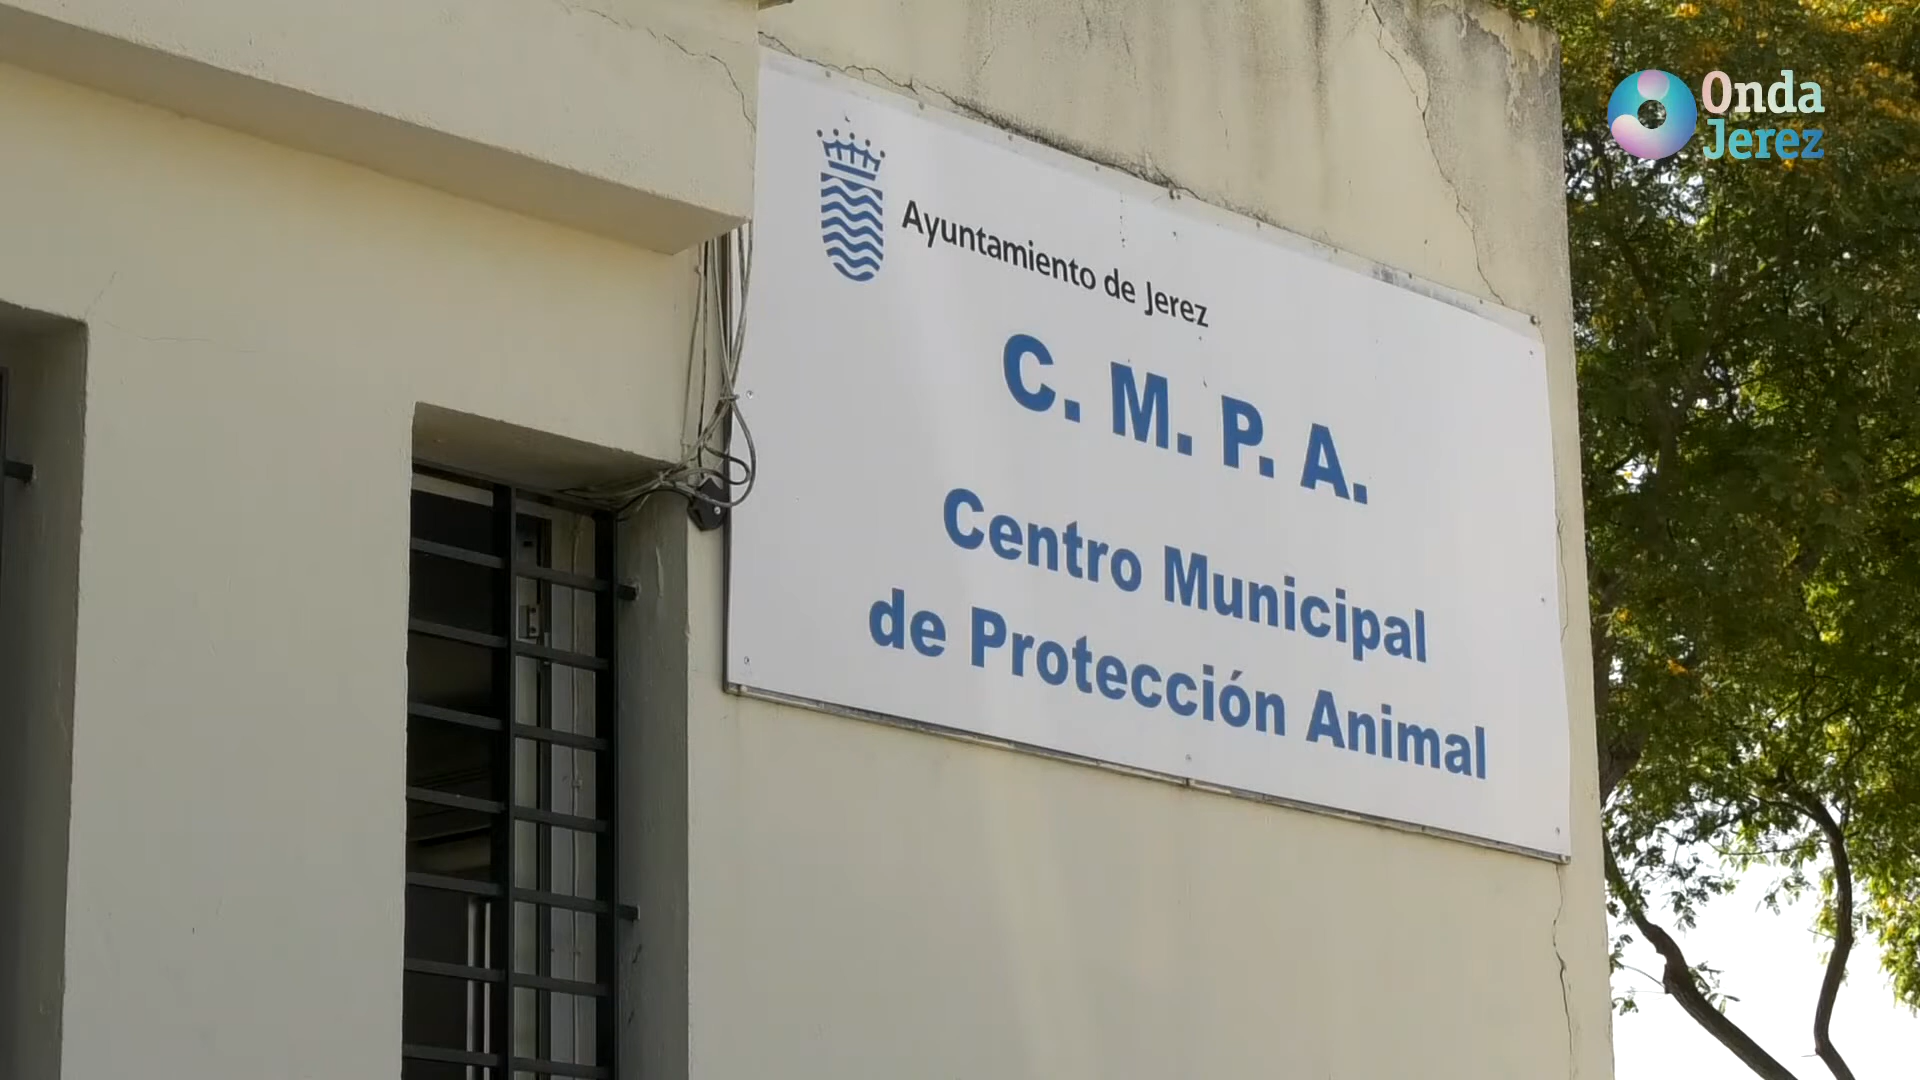 Onda
Jerez
Ayuntamiento de Jerez
C. M. P. A.
Centro Municipal
de Protección Animal